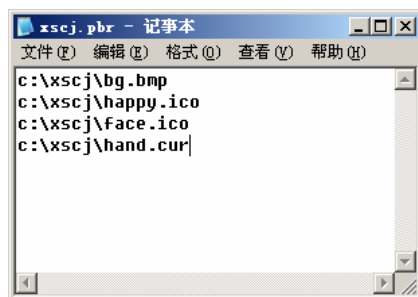 xscj.pbr - 记事本
文件(F) 编辑(E) 格式(O) 查看(V) 帮助(H)
c:\xscj\bg.bmp
c:\xscj\happy.ico
c:\xscj\face.ico
c:\xscj\hand.cur